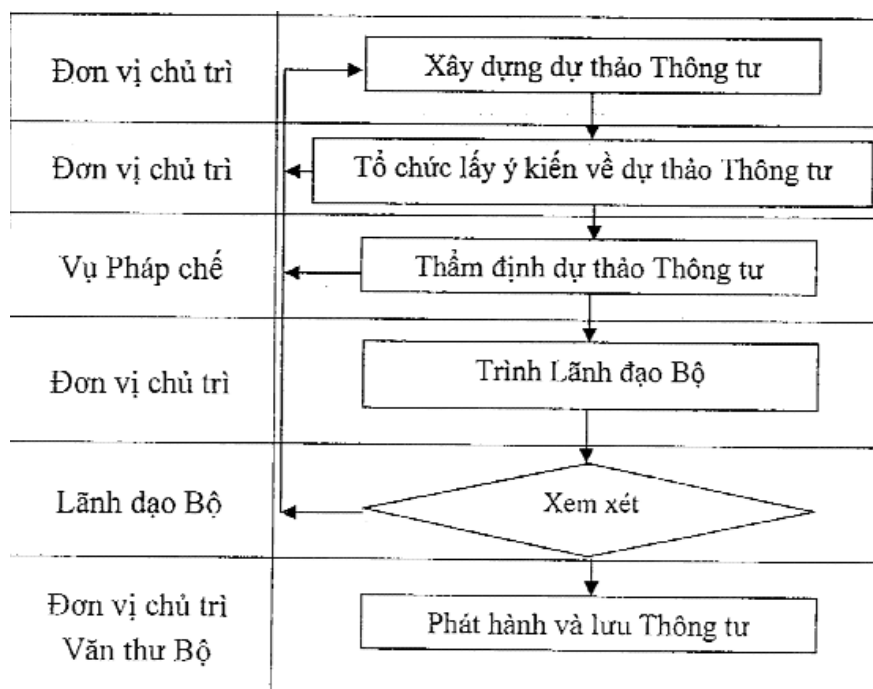 Đơn vị chủ trì
Xây dựng dự thảo Thông tư
Đơn vị chủ trì
Tổ chức lấy ý kiến về dự thảo Thông tư
Vụ Pháp chế
Thẩm định dự thảo Thông tư
Đơn vị chủ trì
Trình Lãnh đạo Bộ
Lãnh đạo Bộ
Xem xét
Đơn vị chủ trì
Văn thư Bộ
Phát hành và lưu Thông tư